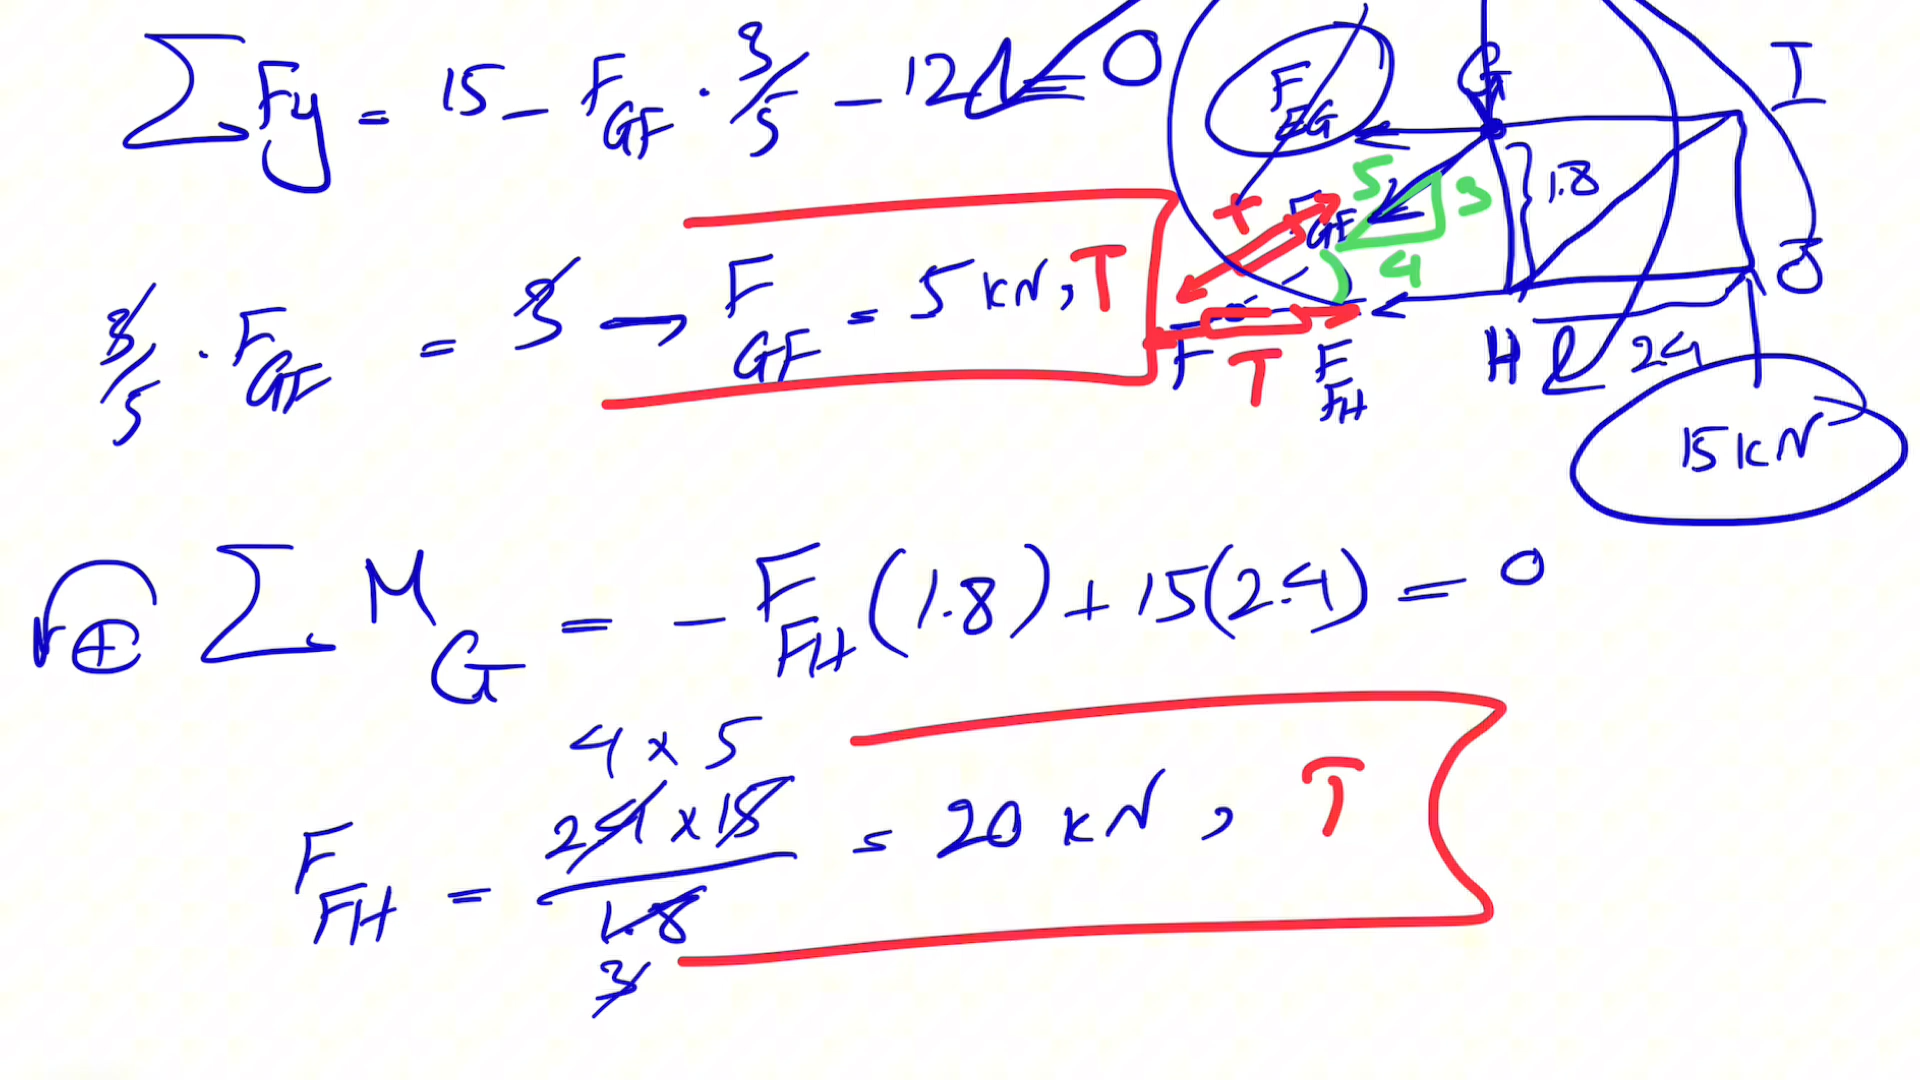 ΣFy = 15 - F_GF · 3/5 - 12 = 0
3/5 · F_GF = 3 → F_GF = 5 kN, T
⊕ ΣM_G = - F_FH (1.8) + 15(2.4) = 0
4 x 5
F_FH = 24 x 15 / 1.8 = 20 kN, T
3
G
I
F_EG
1.8
5
3
T
F_GF
4
J
F
T
F_FH
H
2.4
15 kN